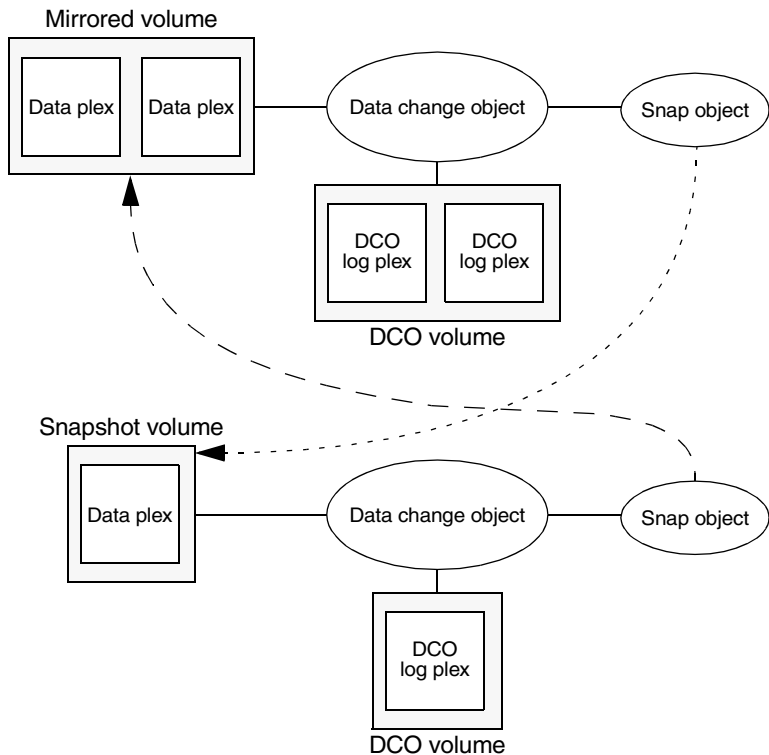 Mirrored volume
Data plex
Data plex
Data change object
Snap object
DCO
log plex
DCO
log plex
DCO volume
Snapshot volume
Data plex
Data change object
Snap object
DCO
log plex
DCO volume